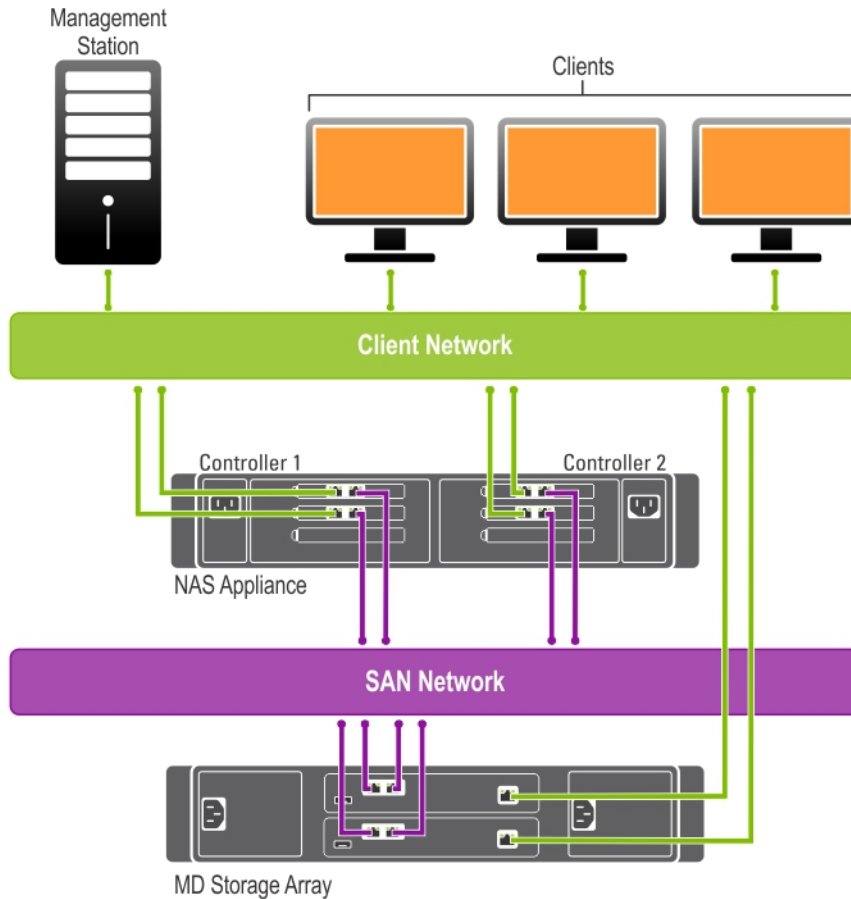 Management
Station
Clients
Client Network
Controller 1
Controller 2
NAS Appliance
SAN Network
MD Storage Array